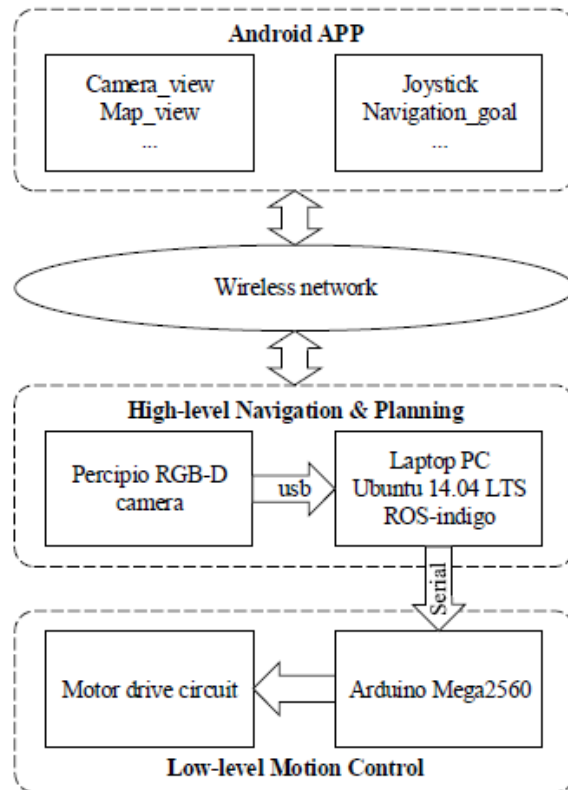 Android APP
Camera_view
Map_view
...
Joystick
Navigation_goal
...
Wireless network
High-level Navigation & Planning
Percipio RGB-D
camera
usb
Laptop PC
Ubuntu 14.04 LTS
ROS-indigo
Serial
Motor drive circuit
Arduino Mega2560
Low-level Motion Control